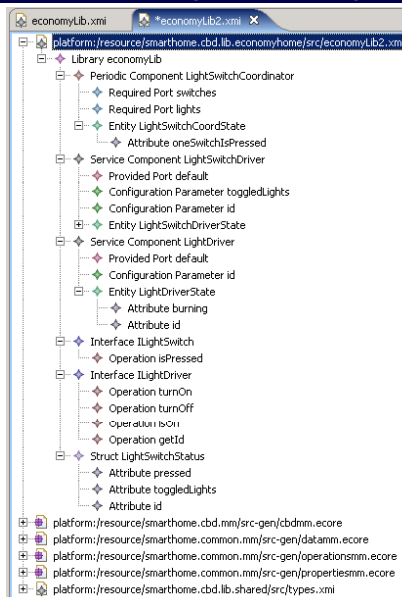 economyLib.xmi
*economyLib2.xmi
platform:/resource/smarthome.cbd.lib.economyhome/src/economyLib2.xmi
Library economyLib
Periodic Component LightSwitchCoordinator
Required Port switches
Required Port lights
Entity LightSwitchCoordState
Attribute oneSwitchIsPressed
Service Component LightSwitchDriver
Provided Port default
Configuration Parameter toggledLights
Configuration Parameter id
Entity LightSwitchDriverState
Service Component LightDriver
Provided Port default
Configuration Parameter id
Entity LightDriverState
Attribute burning
Attribute id
Interface ILightSwitch
Operation isPressed
Interface ILightDriver
Operation turnOn
Operation turnOff
Operation isOn
Operation getId
Struct LightSwitchStatus
Attribute pressed
Attribute toggledLights
Attribute id
platform:/resource/smarthome.cbd.mm/src-gen/cbdmm.ecore
platform:/resource/smarthome.common.mm/src-gen/datamm.ecore
platform:/resource/smarthome.common.mm/src-gen/operationsmm.ecore
platform:/resource/smarthome.common.mm/src-gen/propertiesmm.ecore
platform:/resource/smarthome.cbd.lib.shared/src/types.xmi